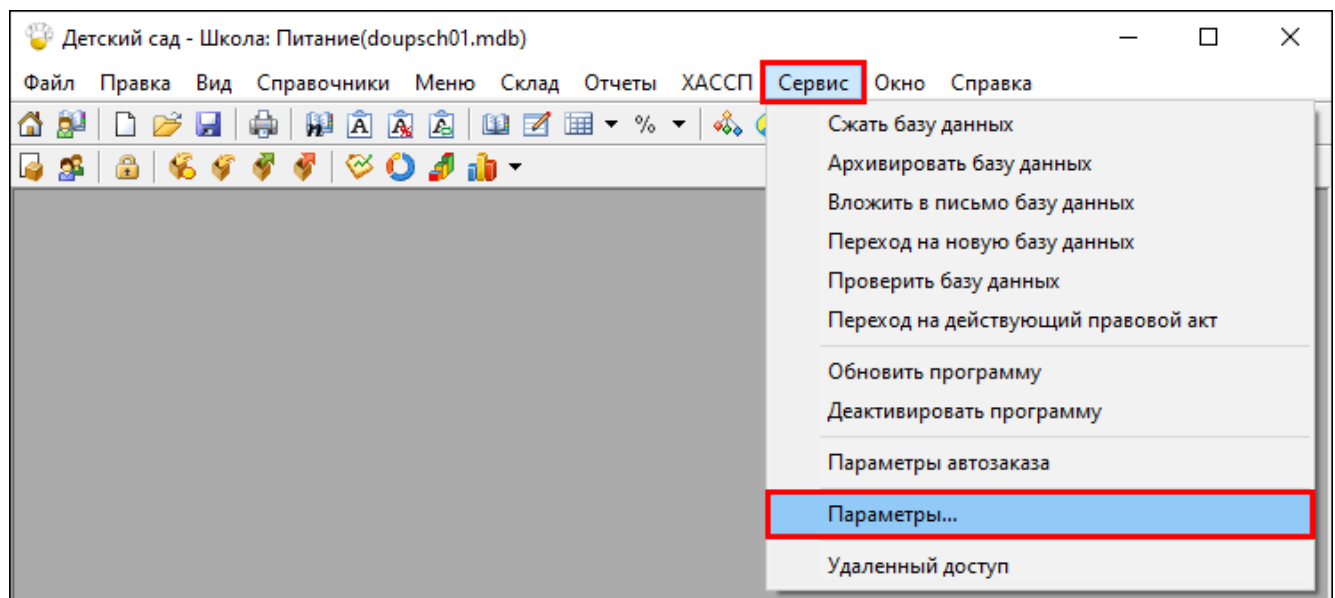 Детский сад - Школа: Питание(doupsch01.mdb)
Файл Правка Вид Справочники Меню Склад Отчеты ХАССП Сервис Окно Справка
Сжать базу данных
Архивировать базу данных
Вложить в письмо базу данных
Переход на новую базу данных
Проверить базу данных
Переход на действующий правовой акт
Обновить программу
Деактивировать программу
Параметры автозаказа
Параметры...
Удаленный доступ